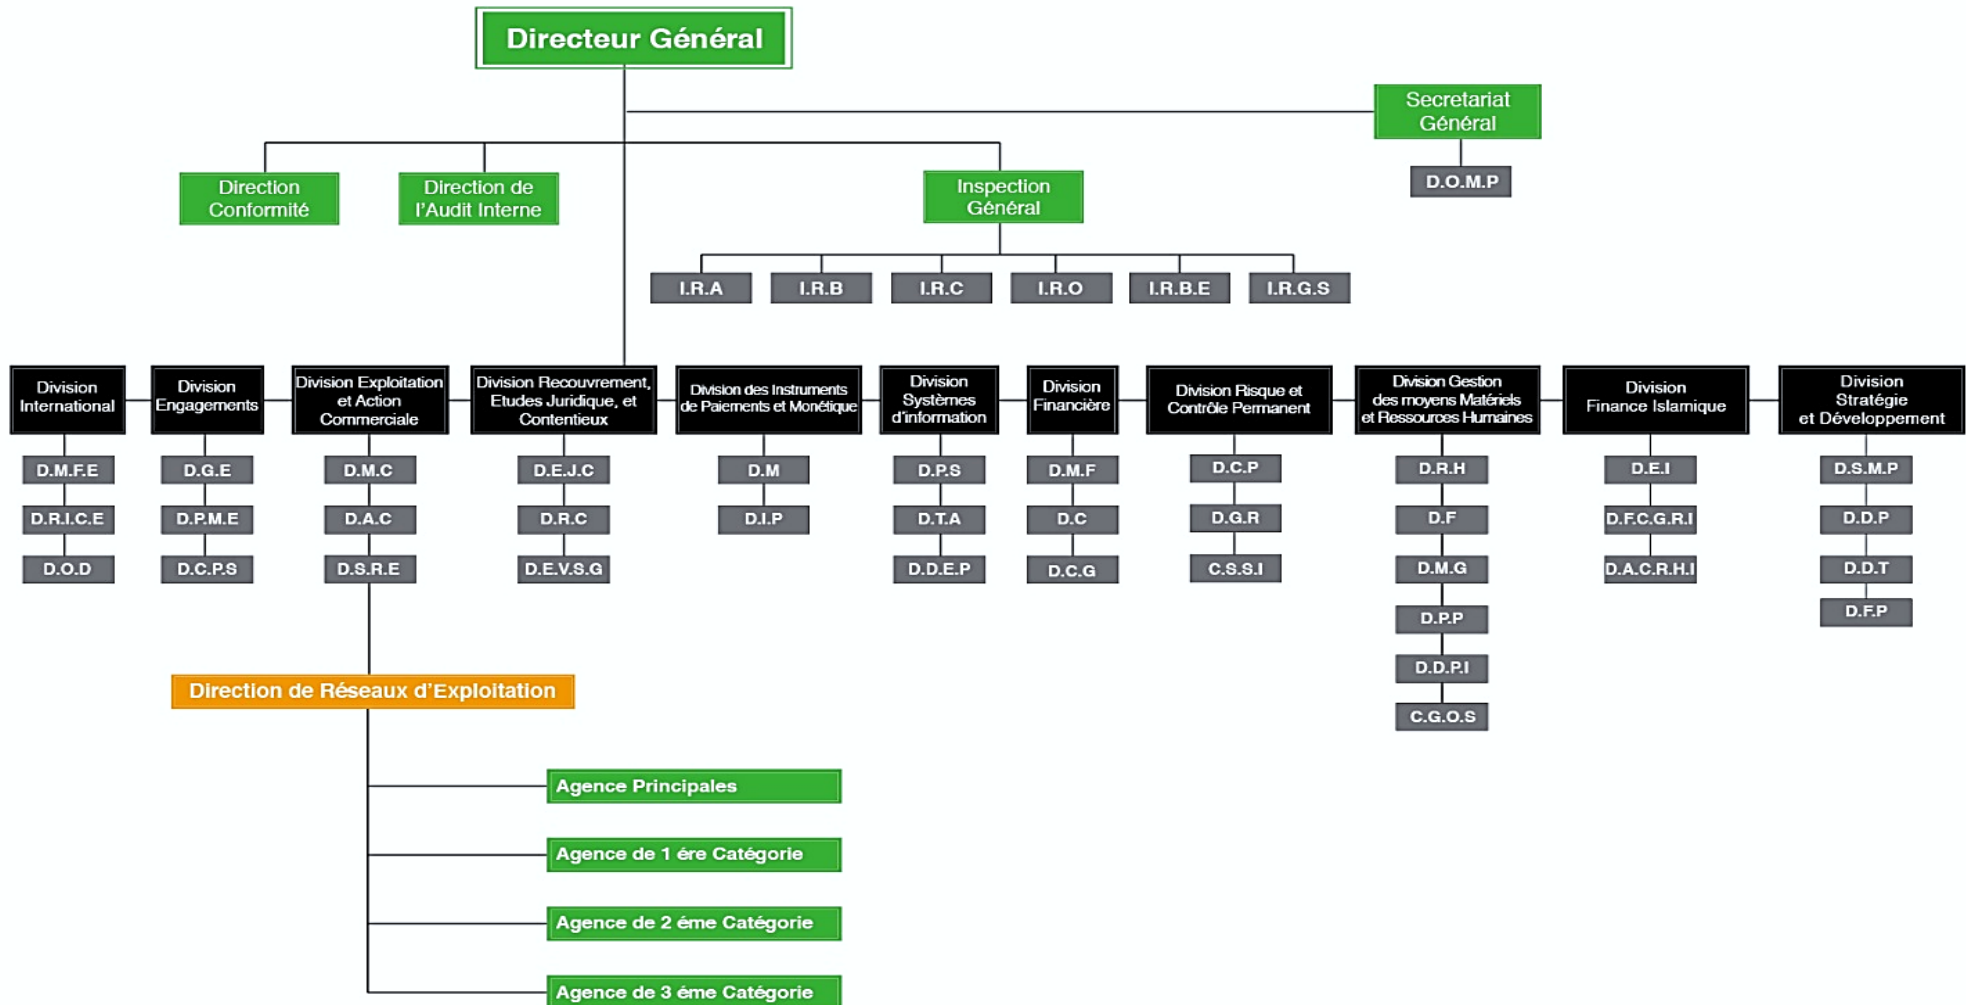 Directeur Général
Secretariat
Général
D.O.M.P
Direction
Conformité
Direction de
l'Audit Interne
Inspection
Général
I.R.A
I.R.B
I.R.C
I.R.O
I.R.B.E
I.R.G.S
Division
International
Division
Engagements
Division Exploitation
et Action
Commerciale
Division Recouvrement,
Etudes Juridique, et
Contentieux
Division des Instruments
de Paiements et Monétique
Division
Systèmes
d'information
Division
Financière
Division Risque et
Contrôle Permanent
Division Gestion
des moyens Matériels
et Ressources Humaines
Division
Finance Islamique
Division
Stratégie
et Développement
D.M.F.E
D.R.I.C.E
D.O.D
D.G.E
D.P.M.E
D.C.P.S
D.M.C
D.A.C
D.S.R.E
D.E.J.C
D.R.C
D.E.V.S.G
D.M
D.I.P
D.P.S
D.T.A
D.D.E.P
D.M.F
D.C
D.C.G
D.C.P
D.G.R
C.S.S.I
D.R.H
D.F
D.M.G
D.P.P
D.D.P.I
C.G.O.S
D.E.I
D.F.C.G.R.I
D.A.C.R.H.I
D.S.M.P
D.D.P
D.D.T
D.F.P
Direction de Réseaux d'Exploitation
Agence Principales
Agence de 1 ére Catégorie
Agence de 2 éme Catégorie
Agence de 3 éme Catégorie